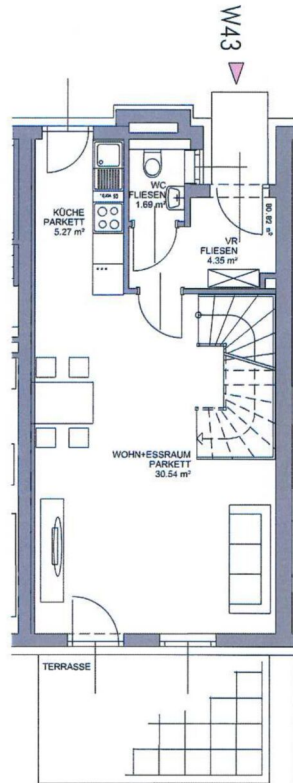 W43
WC
FLIESEN
1.69 m²
KÜCHE
PARKETT
5.27 m²
VR
FLIESEN
4.35 m²
WOHN+ESSRAUM
PARKETT
30.54 m²
TERRASSE